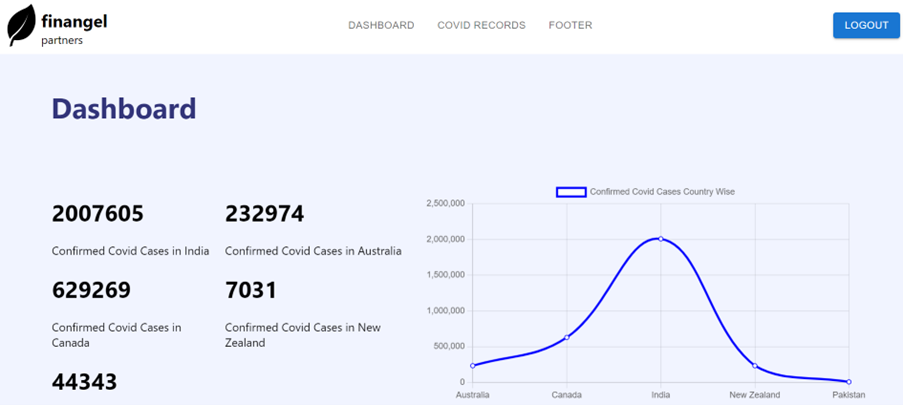 finangel
partners
DASHBOARD COVID RECORDS FOOTER
LOGOUT
Dashboard
2007605 232974
Confirmed Covid Cases in India Confirmed Covid Cases in Australia
629269 7031
Confirmed Covid Cases in Confirmed Covid Cases in New
Canada Zealand
44343
Confirmed Covid Cases Country Wise
2,500,000
2,000,000
1,500,000
1,000,000
500,000
0
Australia Canada India New Zealand Pakistan